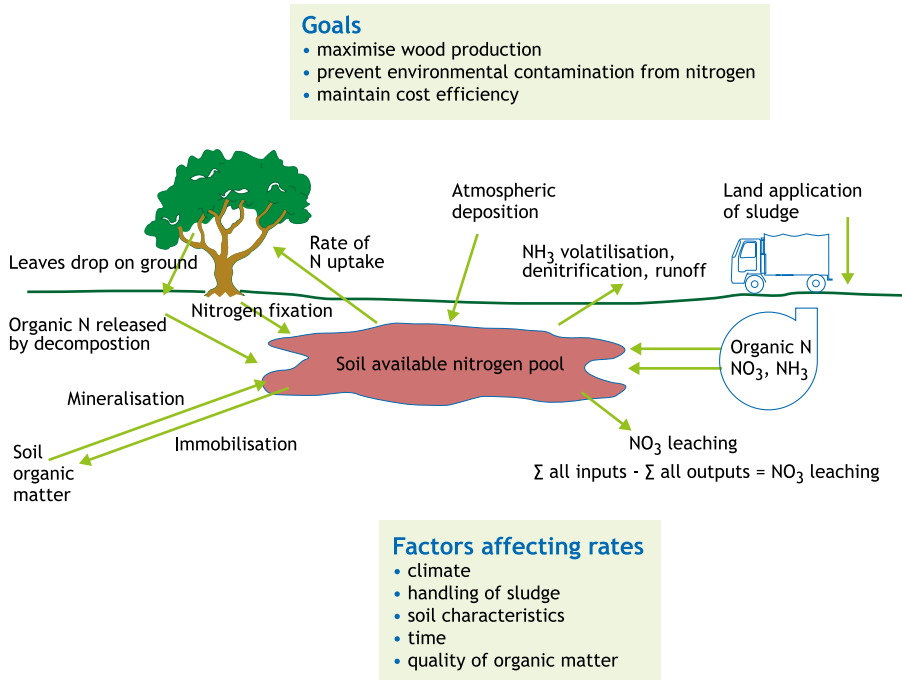 Goals
• maximise wood production
• prevent environmental contamination from nitrogen
• maintain cost efficiency
Atmospheric
deposition
Land application
of sludge
Rate of
N uptake
NH3 volatilisation,
denitrification, runoff
Leaves drop on ground
Nitrogen fixation
Organic N released
by decompostion
Soil available nitrogen pool
Organic N
NO3, NH3
Mineralisation
Immobilisation
Soil
organic
matter
NO3 leaching
Σ all inputs - Σ all outputs = NO3 leaching
Factors affecting rates
• climate
• handling of sludge
• soil characteristics
• time
• quality of organic matter